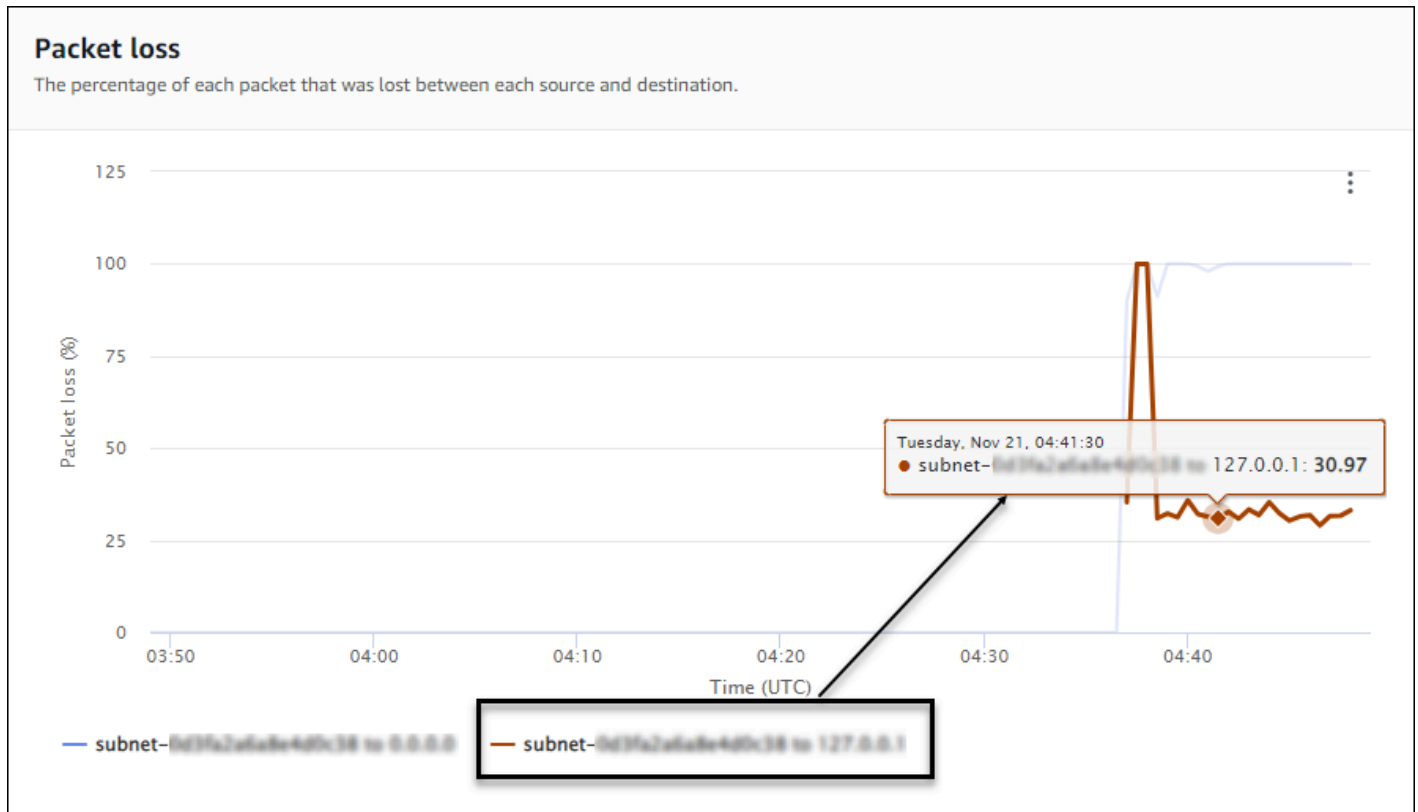 Packet loss
The percentage of each packet that was lost between each source and destination.
125
100
75
50
25
0
Packet loss (%)
Tuesday, Nov 21, 04:41:30
subnet- 127.0.0.1: 30.97
03:50 04:00 04:10 04:20 04:30 04:40
Time (UTC)
subnet- subnet-